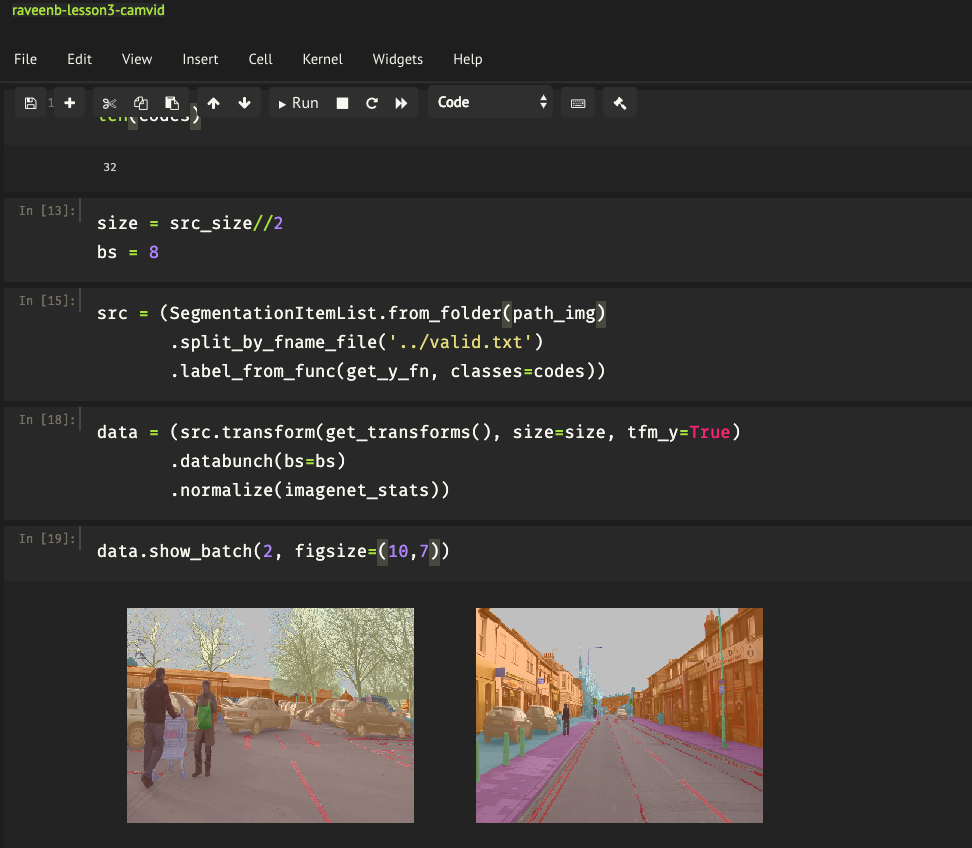 raveenb-lesson3-camvid
File Edit View Insert Cell Kernel Widgets Help
1 Run Code
len(codes)
32
In [13]:
size = src_size//2
bs = 8
In [15]:
src = (SegmentationItemList.from_folder(path_img)
.split_by_fname_file('../valid.txt')
.label_from_func(get_y_fn, classes=codes))
In [18]:
data = (src.transform(get_transforms(), size=size, tfm_y=True)
.databunch(bs=bs)
.normalize(imagenet_stats))
In [19]:
data.show_batch(2, figsize=(10,7))